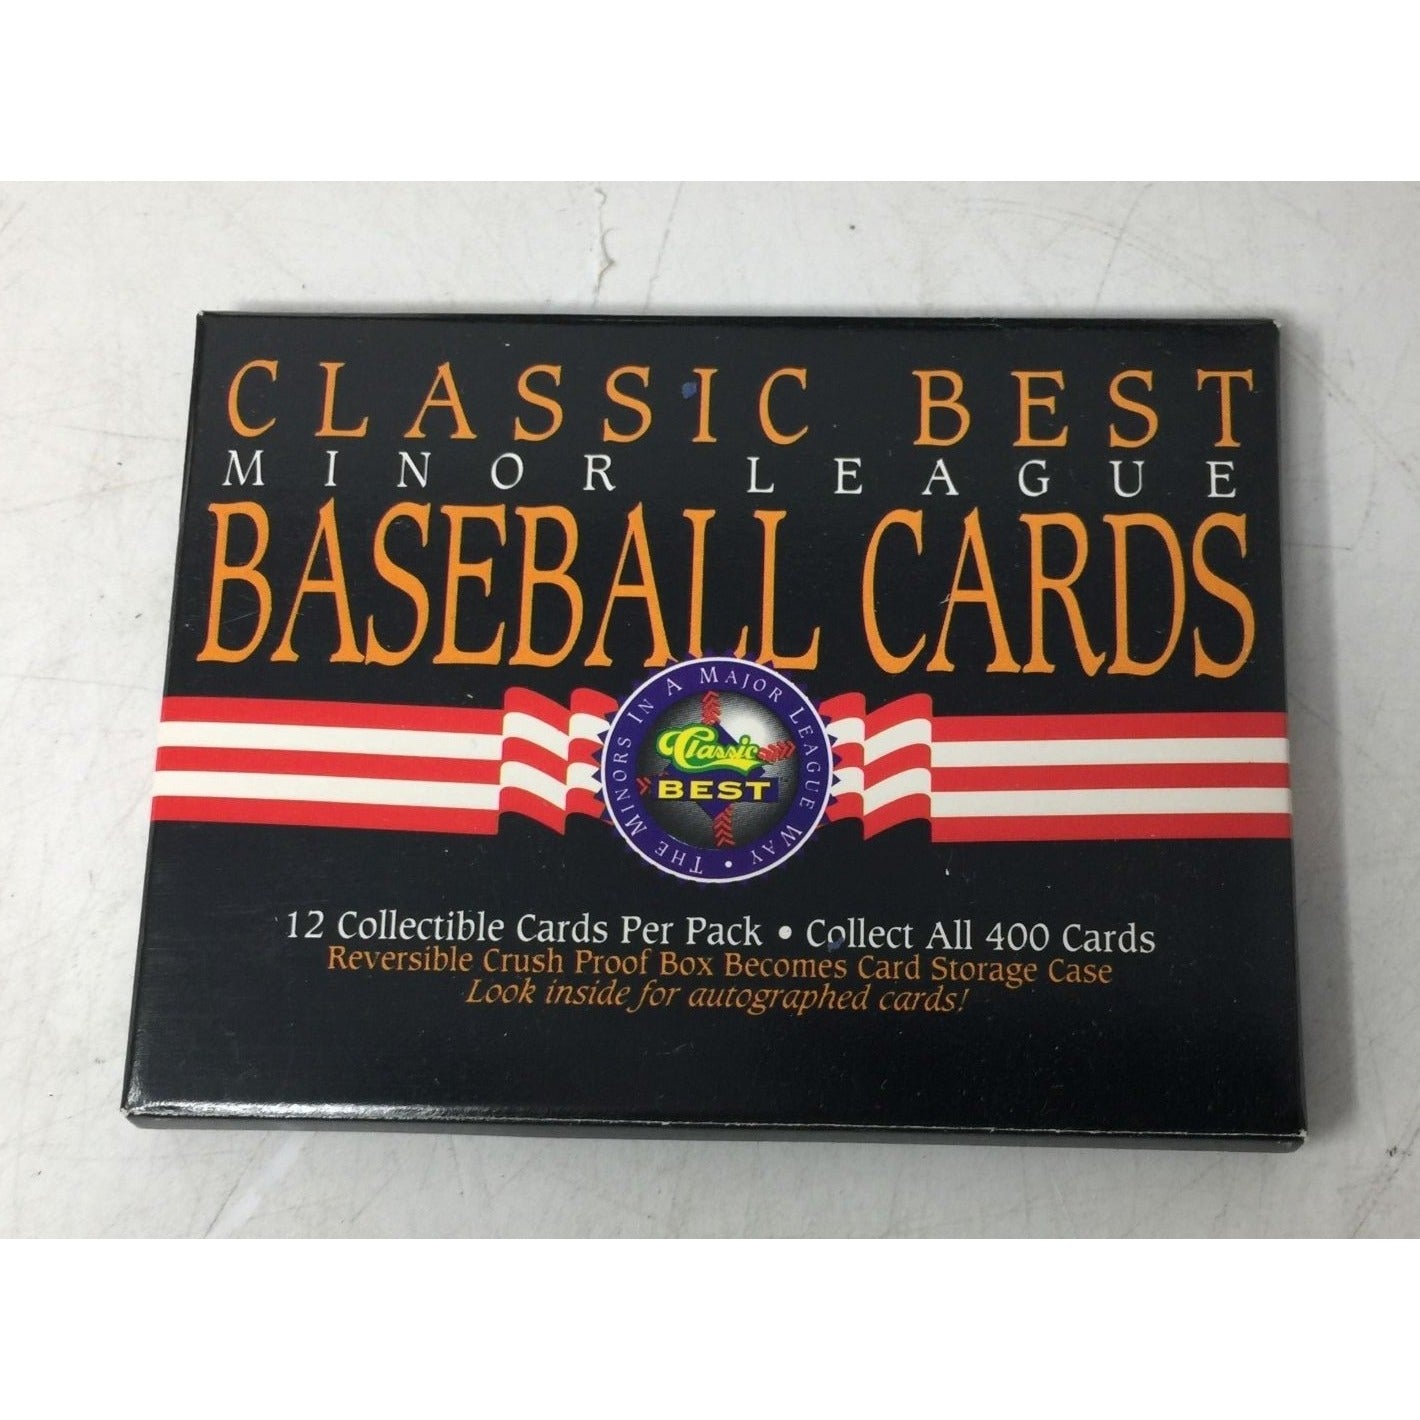 CLASSIC BEST
MINOR LEAGUE
BASEBALL CARDS
THE MINORS IN A MAJOR LEAGUE WAY •
Classic
BEST
12 Collectible Cards Per Pack • Collect All 400 Cards
Reversible Crush Proof Box Becomes Card Storage Case
Look inside for autographed cards!